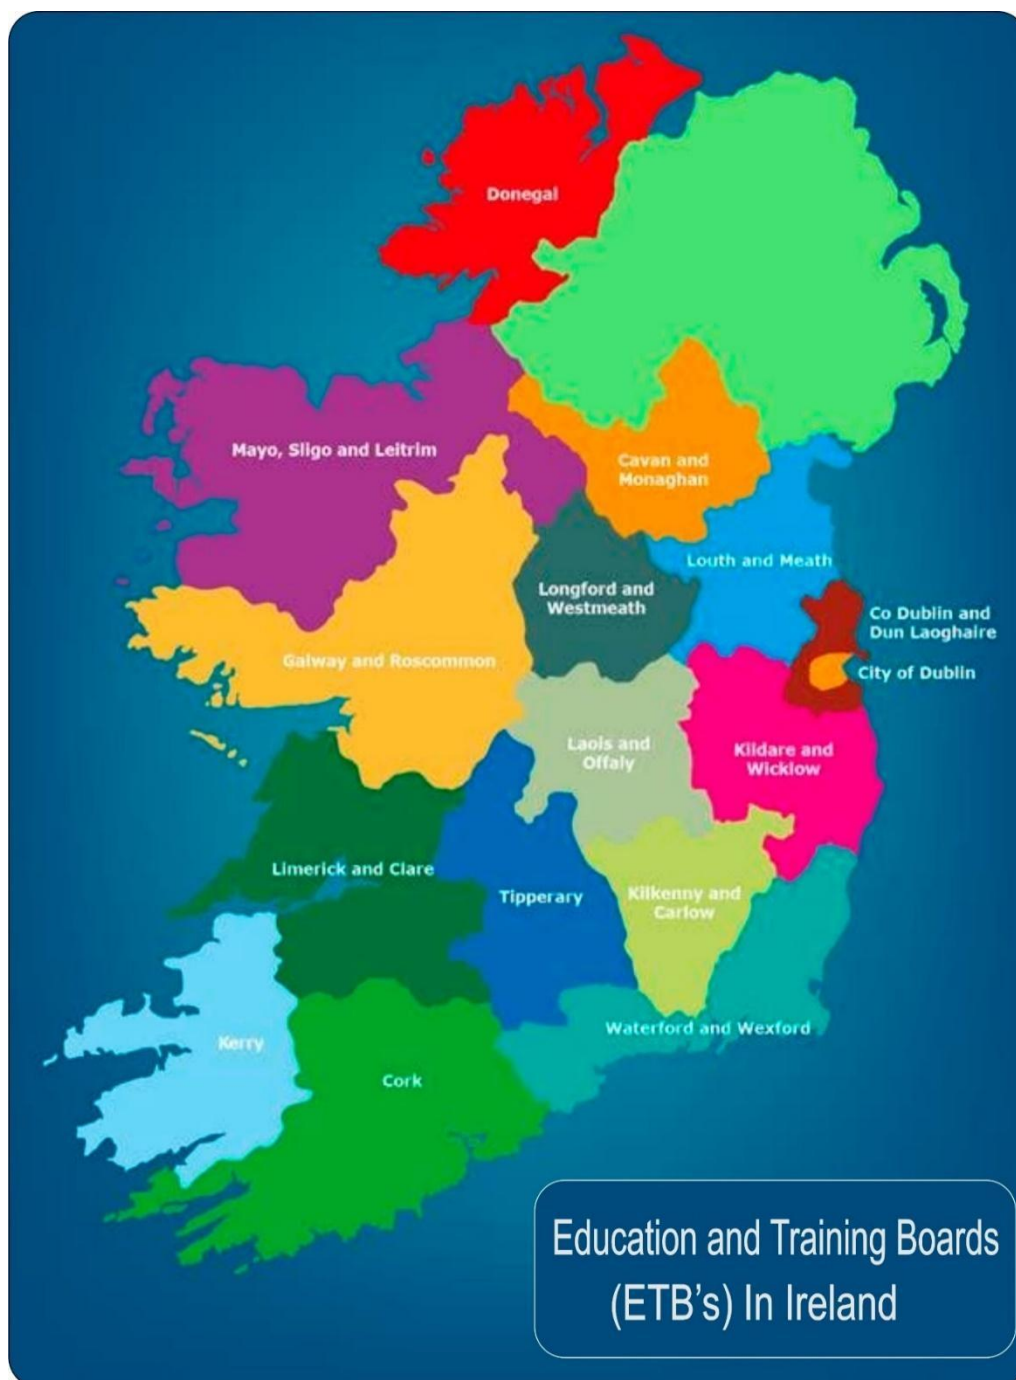 Donegal
Mayo, Sligo and Leitrim
Cavan and
Monaghan
Louth and Meath
Longford and
Westmeath
Co Dublin and
Dun Laoghaire
Galway and Roscommon
City of Dublin
Laois and
Offaly
Kildare and
Wicklow
Limerick and Clare
Tipperary
Kilkenny and
Carlow
Waterford and Wexford
Kerry
Cork
Education and Training Boards
(ETB’s) In Ireland